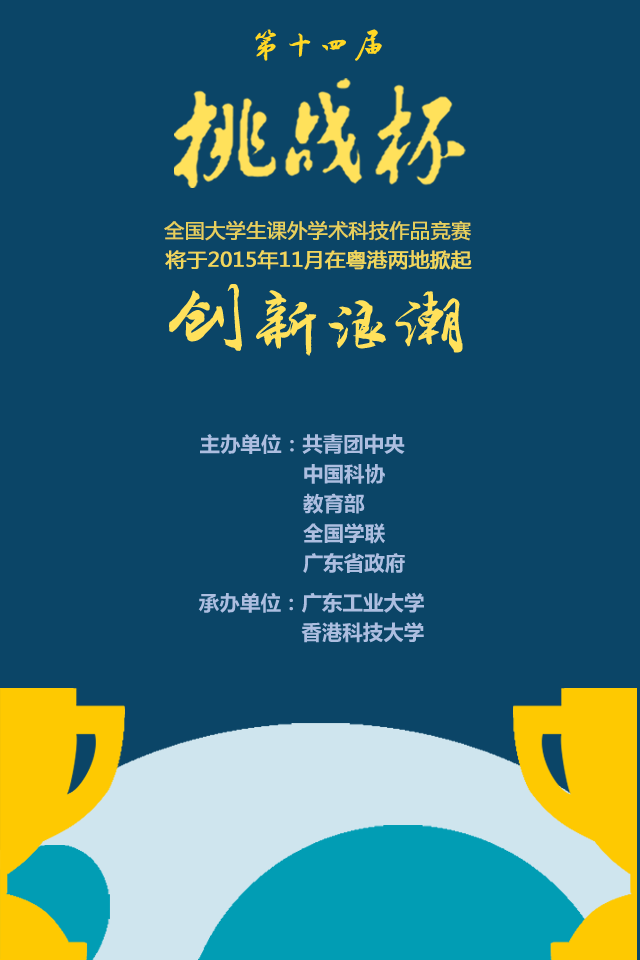 第十四届
挑战杯
全国大学生课外学术科技作品竞赛
将于2015年11月在粤港两地掀起
创新浪潮
主办单位：共青团中央
中国科协
教育部
全国学联
广东省政府
承办单位：广东工业大学
香港科技大学